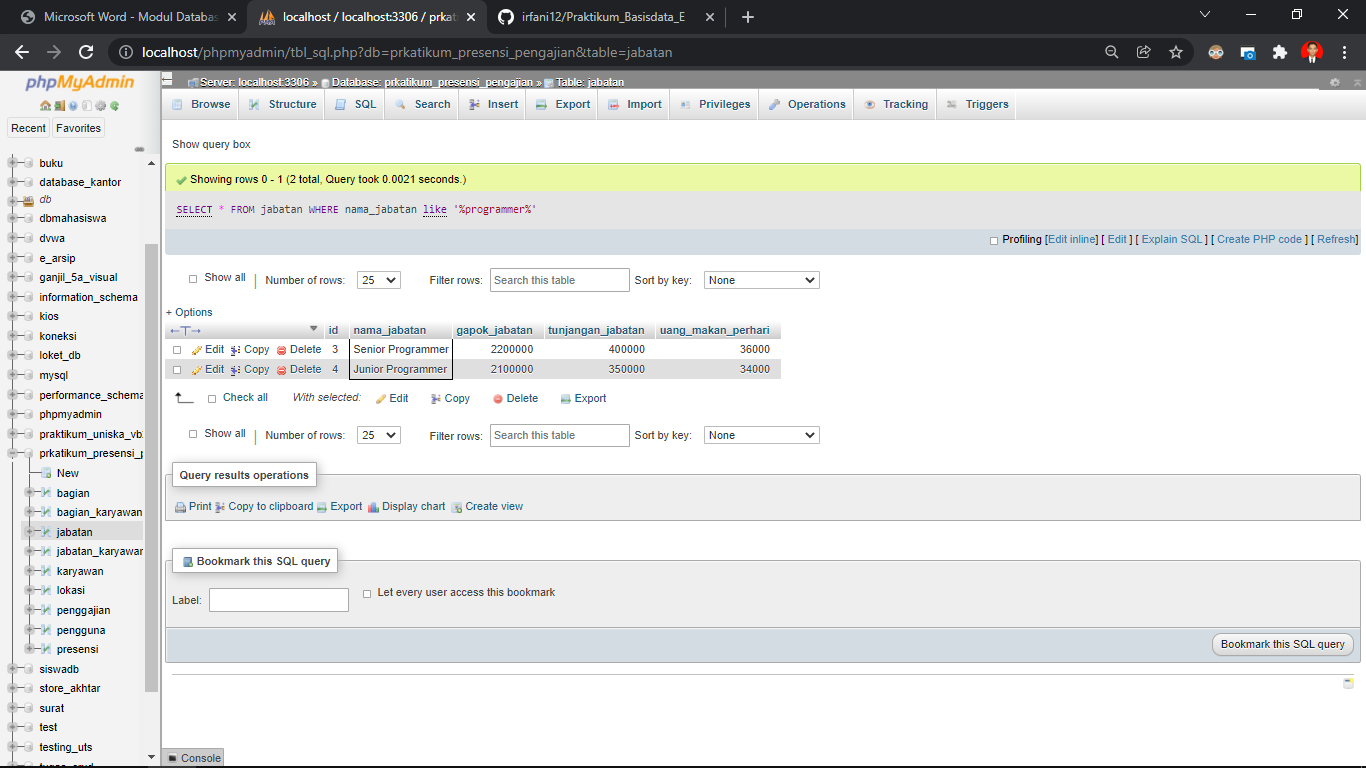 Microsoft Word - Modul Databas
localhost / localhost:3306 / prkati
irfani12/Praktikum_Basisdata_E
localhost/phpmyadmin/tbl_sql.php?db=prkatikum_presensi_pengajian&table=jabatan
phpMyAdmin
Recent Favorites
buku
database_kantor
db
dbmahasiswa
dvwa
e_arsip
ganjil_5a_visual
information_schema
kios
koneksi
loket_db
mysql
performance_schema
phpmyadmin
praktikum_uniska_vb
prkatikum_presensi_p
New
bagian
bagian_karyawan
jabatan
jabatan_karyawan
karyawan
lokasi
penggajian
pengguna
presensi
siswadb
store_akhtar
surat
test
testing_uts
Server: localhost:3306 » Database: prkatikum_presensi_pengajian » Table: jabatan
Browse Structure SQL Search Insert Export Import Privileges Operations Tracking Triggers
Show query box
Showing rows 0 - 1 (2 total, Query took 0.0021 seconds.)
SELECT * FROM jabatan WHERE nama_jabatan like '%programmer%'
Profiling [Edit inline] [ Edit ] [ Explain SQL ] [ Create PHP code ] [ Refresh]
Show all | Number of rows: 25 Filter rows: Search this table Sort by key: None
+ Options
←T→ id nama_jabatan gapok_jabatan tunjangan_jabatan uang_makan_perhari
Edit Copy Delete 3 Senior Programmer 2200000 400000 36000
Edit Copy Delete 4 Junior Programmer 2100000 350000 34000
Check all With selected: Edit Copy Delete Export
Show all | Number of rows: 25 Filter rows: Search this table Sort by key: None
Query results operations
Print Copy to clipboard Export Display chart Create view
Bookmark this SQL query
Label: Let every user access this bookmark
Bookmark this SQL query
Console